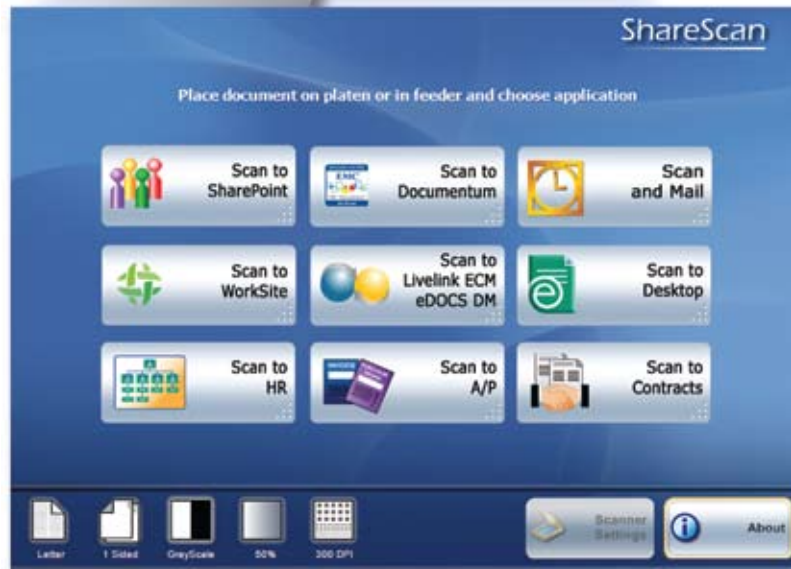 ShareScan
Place document on platen or in feeder and choose application
Scan to
SharePoint
EMC
Scan to
Documentum
Scan
and Mail
Scan to
WorkSite
Scan to
Livelink ECM
eDOCS DM
Scan to
Desktop
Scan to
HR
Scan to
A/P
Scan to
Contracts
Letter
1 Sided
GreyScale
50%
300 DPI
Scanner
Settings
About